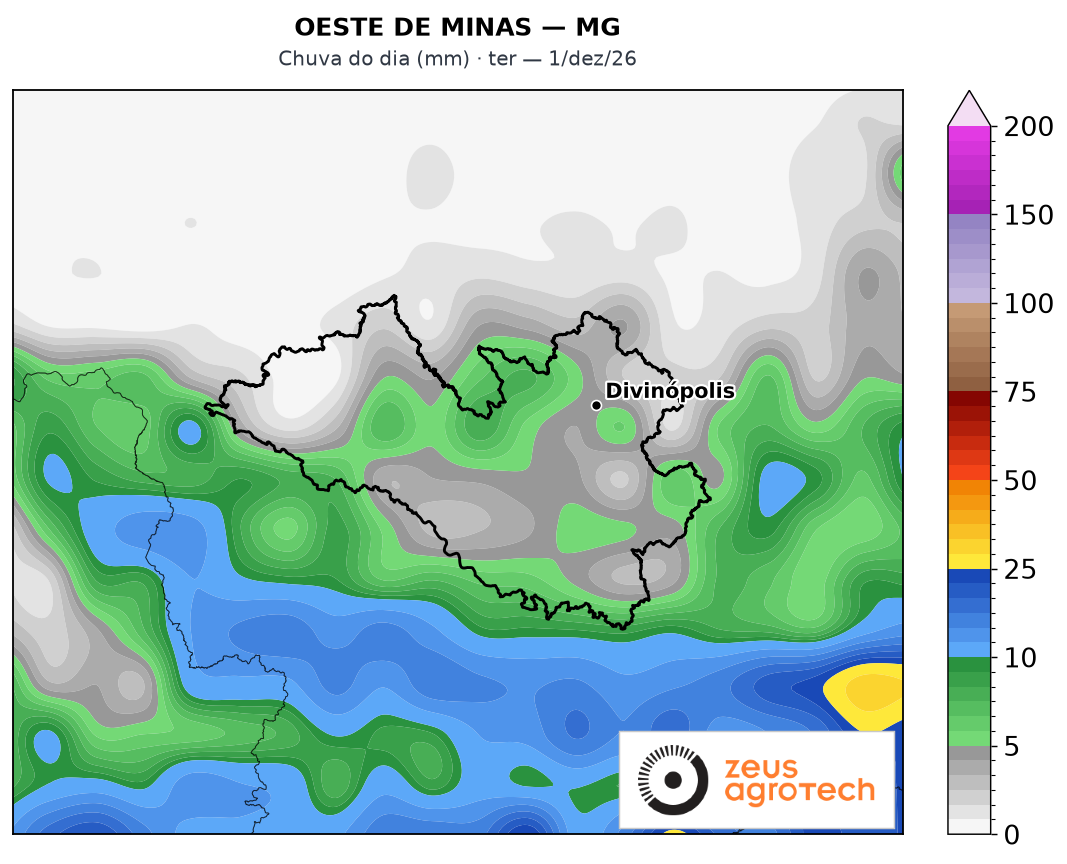 OESTE DE MINAS — MG
Chuva do dia (mm) · ter — 1/dez/26
200
150
100
75
50
25
10
5
0
Divinópolis
zeus
agrotech